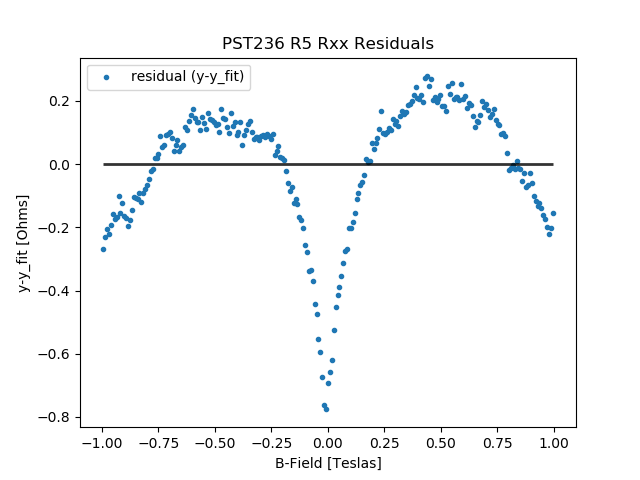 PST236 R5 Rxx Residuals
residual (y-y_fit)
y-y_fit [Ohms]
0.2
0.0
−0.2
−0.4
−0.6
−0.8
−1.00 −0.75 −0.50 −0.25 0.00 0.25 0.50 0.75 1.00
B-Field [Teslas]